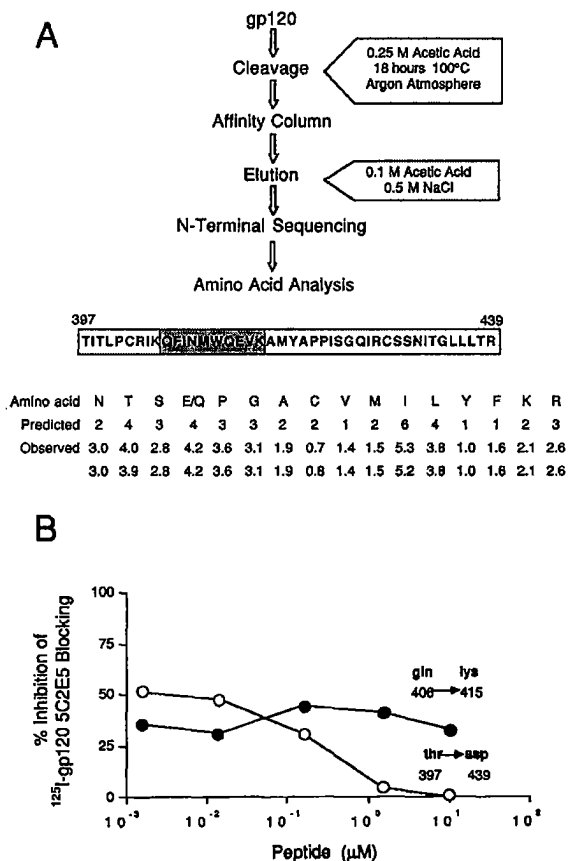 A
gp120
Cleavage
0.25 M Acetic Acid
18 hours 100°C
Argon Atmosphere
Affinity Column
Elution
0.1 M Acetic Acid
0.5 M NaCl
N-Terminal Sequencing
Amino Acid Analysis
397 439
TITLPCRIKQFINMWQEVKAMYAPPISGQIRCSSNITGLLLTR
Amino acid N T S E/Q P G A C V M I L Y F K R
Predicted 2 4 3 4 3 3 2 2 1 2 6 4 1 1 2 3
Observed 3.0 4.0 2.8 4.2 3.6 3.1 1.9 0.7 1.4 1.5 5.3 3.8 1.0 1.6 2.1 2.6
3.0 3.9 2.8 4.2 3.6 3.1 1.9 0.8 1.4 1.5 5.2 3.8 1.0 1.6 2.1 2.6
B
% Inhibition of
¹²⁵I-gp120 5C2E5 Blocking
100
75
50
25
0
gln lys
406 415
thr asp
397 439
10⁻³ 10⁻² 10⁻¹ 10⁰ 10¹ 10²
Peptide (µM)